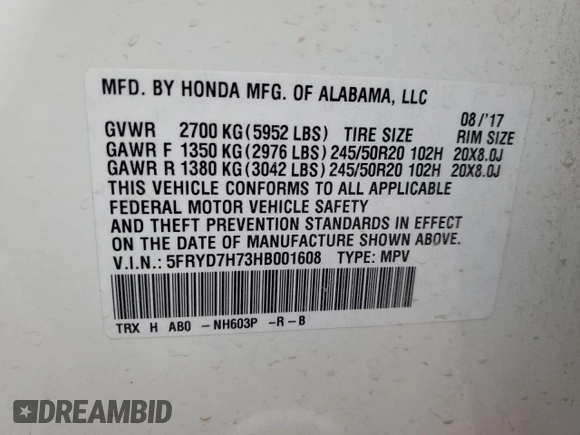 MFD. BY HONDA MFG. OF ALABAMA, LLC
08/'17
GVWR 2700 KG(5952 LBS) TIRE SIZE RIM SIZE
GAWR F 1350 KG(2976 LBS)245/50R20 102H 20X8.0J
GAWR R 1380 KG(3042 LBS)245/50R20 102H 20X8.0J
THIS VEHICLE CONFORMS TO ALL APPLICABLE
FEDERAL MOTOR VEHICLE SAFETY
AND THEFT PREVENTION STANDARDS IN EFFECT
ON THE DATE OF MANUFACTURE SHOWN ABOVE.
V.I.N.: 5FRYD7H73HB001608 TYPE: MPV
TRX H AB0 -NH603P -R-B
DREAMBID